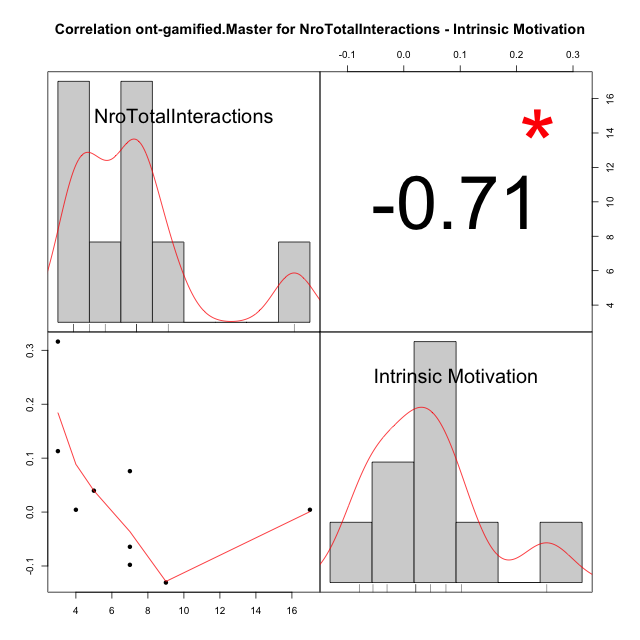 Correlation ont-gamified.Master for NroTotalInteractions - Intrinsic Motivation
-0.1 0.0 0.1 0.2 0.3
NroTotalInteractions
*
-0.71
16
14
12
10
8
6
4
0.3
0.2
0.1
0.0
-0.1
Intrinsic Motivation
4 6 8 10 12 14 16